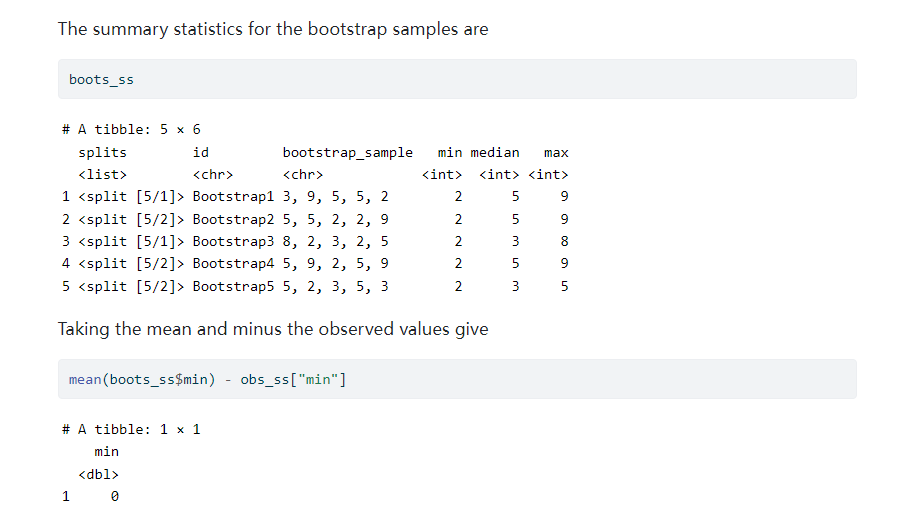 The summary statistics for the bootstrap samples are
boots_ss
# A tibble: 5 × 6
  splits        id         bootstrap_sample   min median   max
  <list>        <chr>      <chr>            <int>  <int> <int>
1 <split [5/1]> Bootstrap1 3, 9, 5, 5, 2        2      5     9
2 <split [5/2]> Bootstrap2 5, 5, 2, 2, 9        2      5     9
3 <split [5/1]> Bootstrap3 8, 2, 3, 2, 5        2      3     8
4 <split [5/2]> Bootstrap4 5, 9, 2, 5, 9        2      5     9
5 <split [5/2]> Bootstrap5 5, 2, 3, 5, 3        2      3     5
Taking the mean and minus the observed values give
mean(boots_ss$min) - obs_ss["min"]
# A tibble: 1 × 1
    min
  <dbl>
1     0